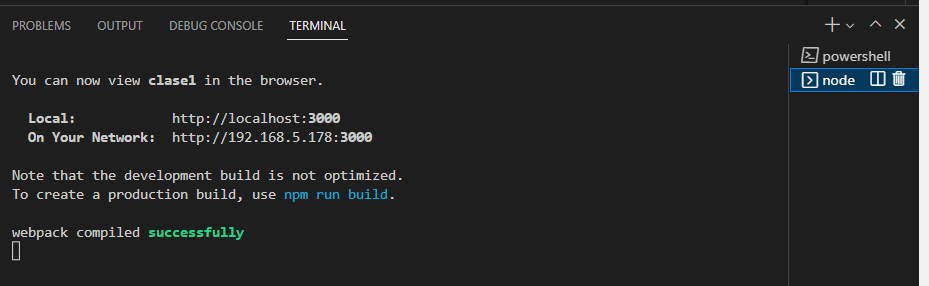 PROBLEMS OUTPUT DEBUG CONSOLE TERMINAL
powershell
node
You can now view clase1 in the browser.
Local: http://localhost:3000
On Your Network: http://192.168.5.178:3000
Note that the development build is not optimized.
To create a production build, use npm run build.
webpack compiled successfully